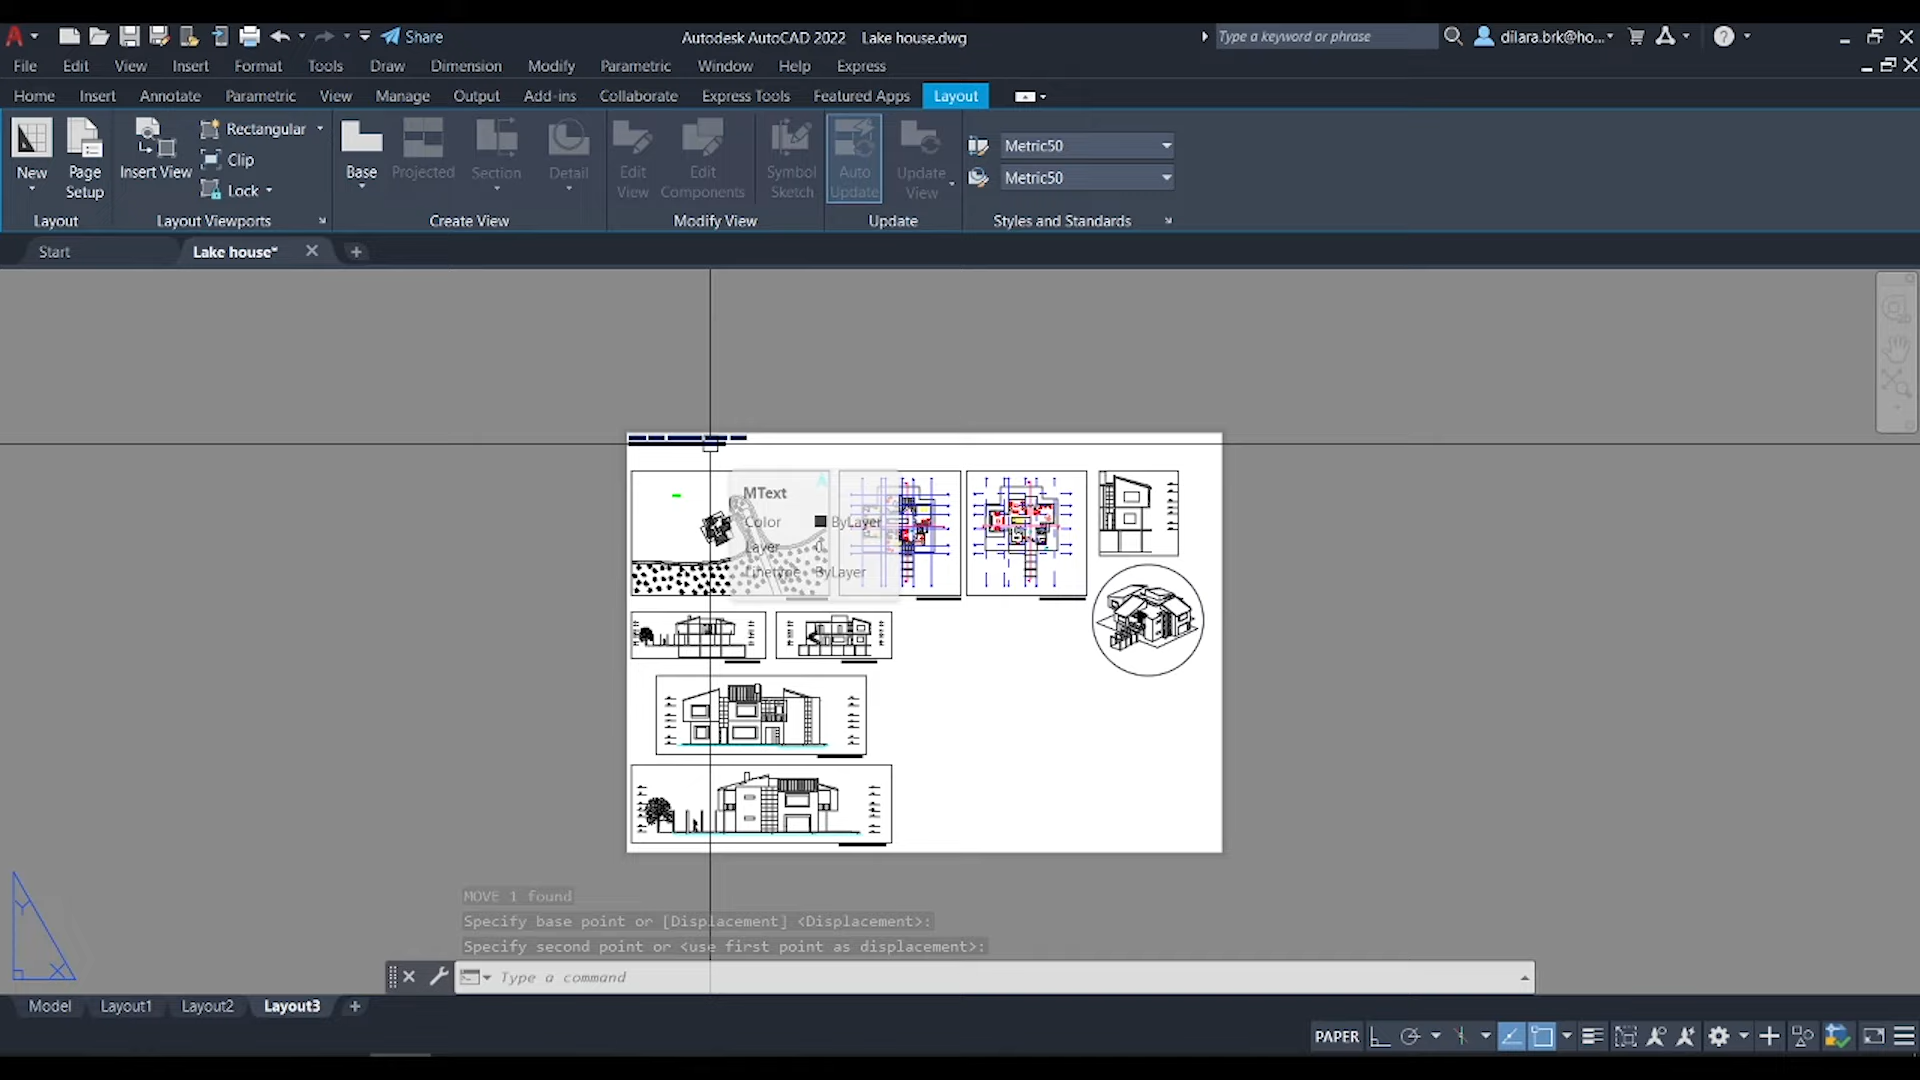 Share
Autodesk AutoCAD 2022 Lake house.dwg
Type a keyword or phrase
dilara.brk@ho...
File Edit View Insert Format Tools Draw Dimension Modify Parametric Window Help Express
Home Insert Annotate Parametric View Manage Output Add-ins Collaborate Express Tools Featured Apps Layout
New
Page Setup
Insert View
Rectangular
Clip
Lock
Base
Projected
Section
Detail
Edit View
Edit Components
Symbol Sketch
Auto Update
Update View
Metric50
Metric50
Layout Layout Viewports Create View Modify View Update Styles and Standards
Start Lake house*
MText
Color ByLayer
Layer 0
Linetype ByLayer
Y
X
MOVE 1 found
Specify base point or [Displacement] <Displacement>:
Specify second point or <use first point as displacement>:
Type a command
Model Layout1 Layout2 Layout3
PAPER